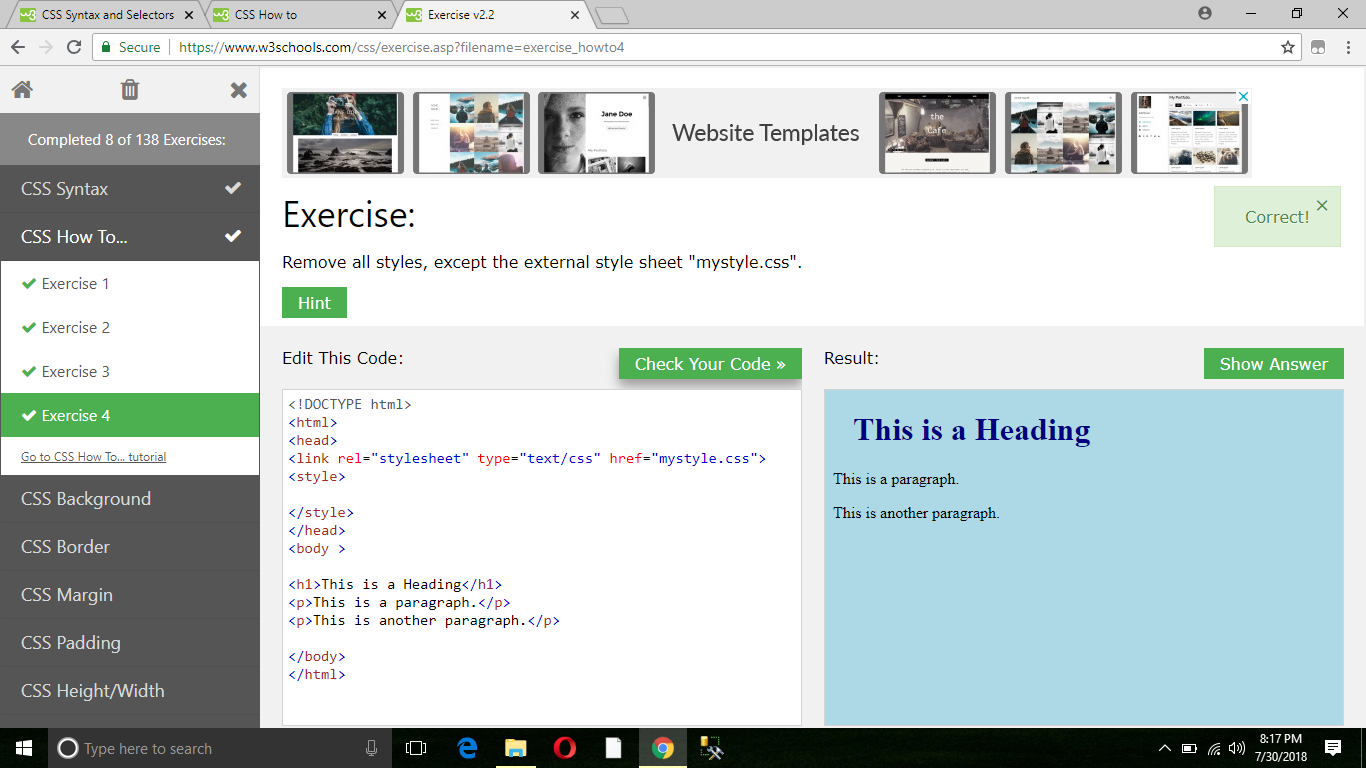 CSS Syntax and Selectors
CSS How to
Exercise v2.2
Secure
https://www.w3schools.com/css/exercise.asp?filename=exercise_howto4
Completed 8 of 138 Exercises:
CSS Syntax
CSS How To...
Exercise 1
Exercise 2
Exercise 3
Exercise 4
Go to CSS How To... tutorial
CSS Background
CSS Border
CSS Margin
CSS Padding
CSS Height/Width
Jane Doe
My Portfolio
Website Templates
the
Cafe
My Portfolio
Exercise:
Correct!
Remove all styles, except the external style sheet "mystyle.css".
Hint
Edit This Code:
Check Your Code »
<!DOCTYPE html>
<html>
<head>
<link rel="stylesheet" type="text/css" href="mystyle.css">
<style>
</style>
</head>
<body >
<h1>This is a Heading</h1>
<p>This is a paragraph.</p>
<p>This is another paragraph.</p>
</body>
</html>
Result:
Show Answer
This is a Heading
This is a paragraph.
This is another paragraph.
Type here to search
8:17 PM
7/30/2018